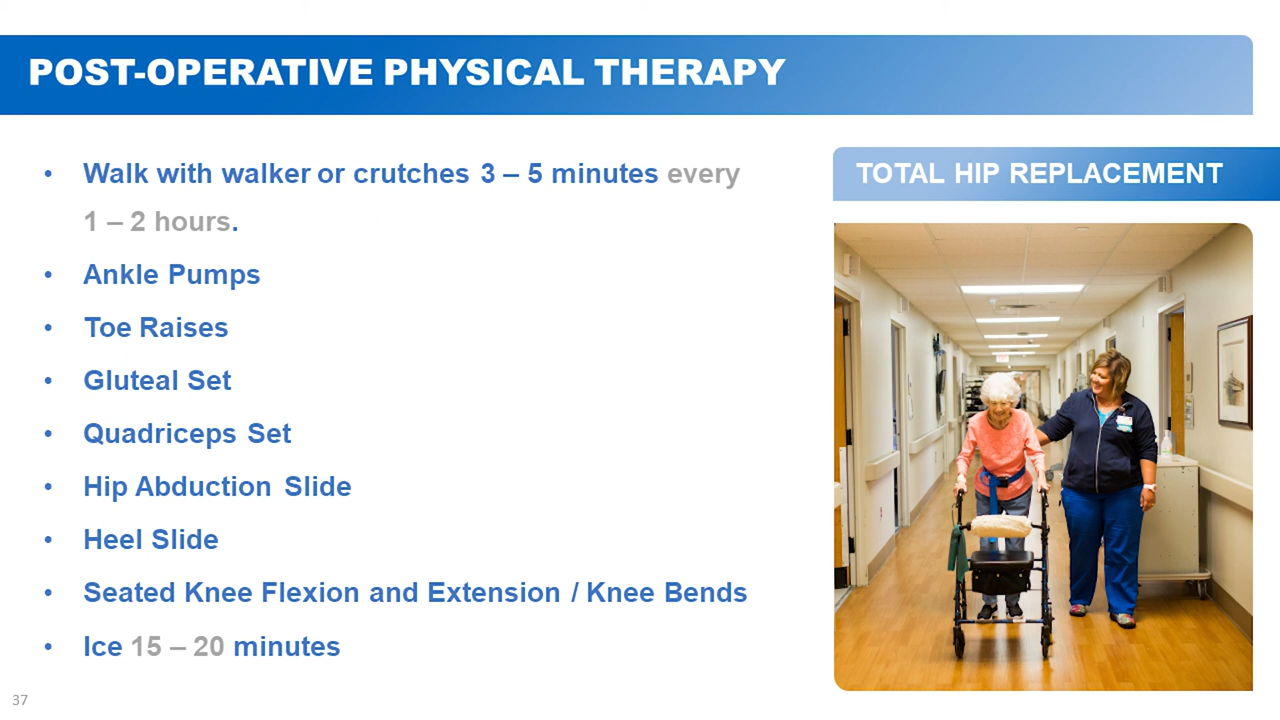 POST-OPERATIVE PHYSICAL THERAPY
• Walk with walker or crutches 3 – 5 minutes every
1 – 2 hours.
• Ankle Pumps
• Toe Raises
• Gluteal Set
• Quadriceps Set
• Hip Abduction Slide
• Heel Slide
• Seated Knee Flexion and Extension / Knee Bends
• Ice 15 – 20 minutes
TOTAL HIP REPLACEMENT
37